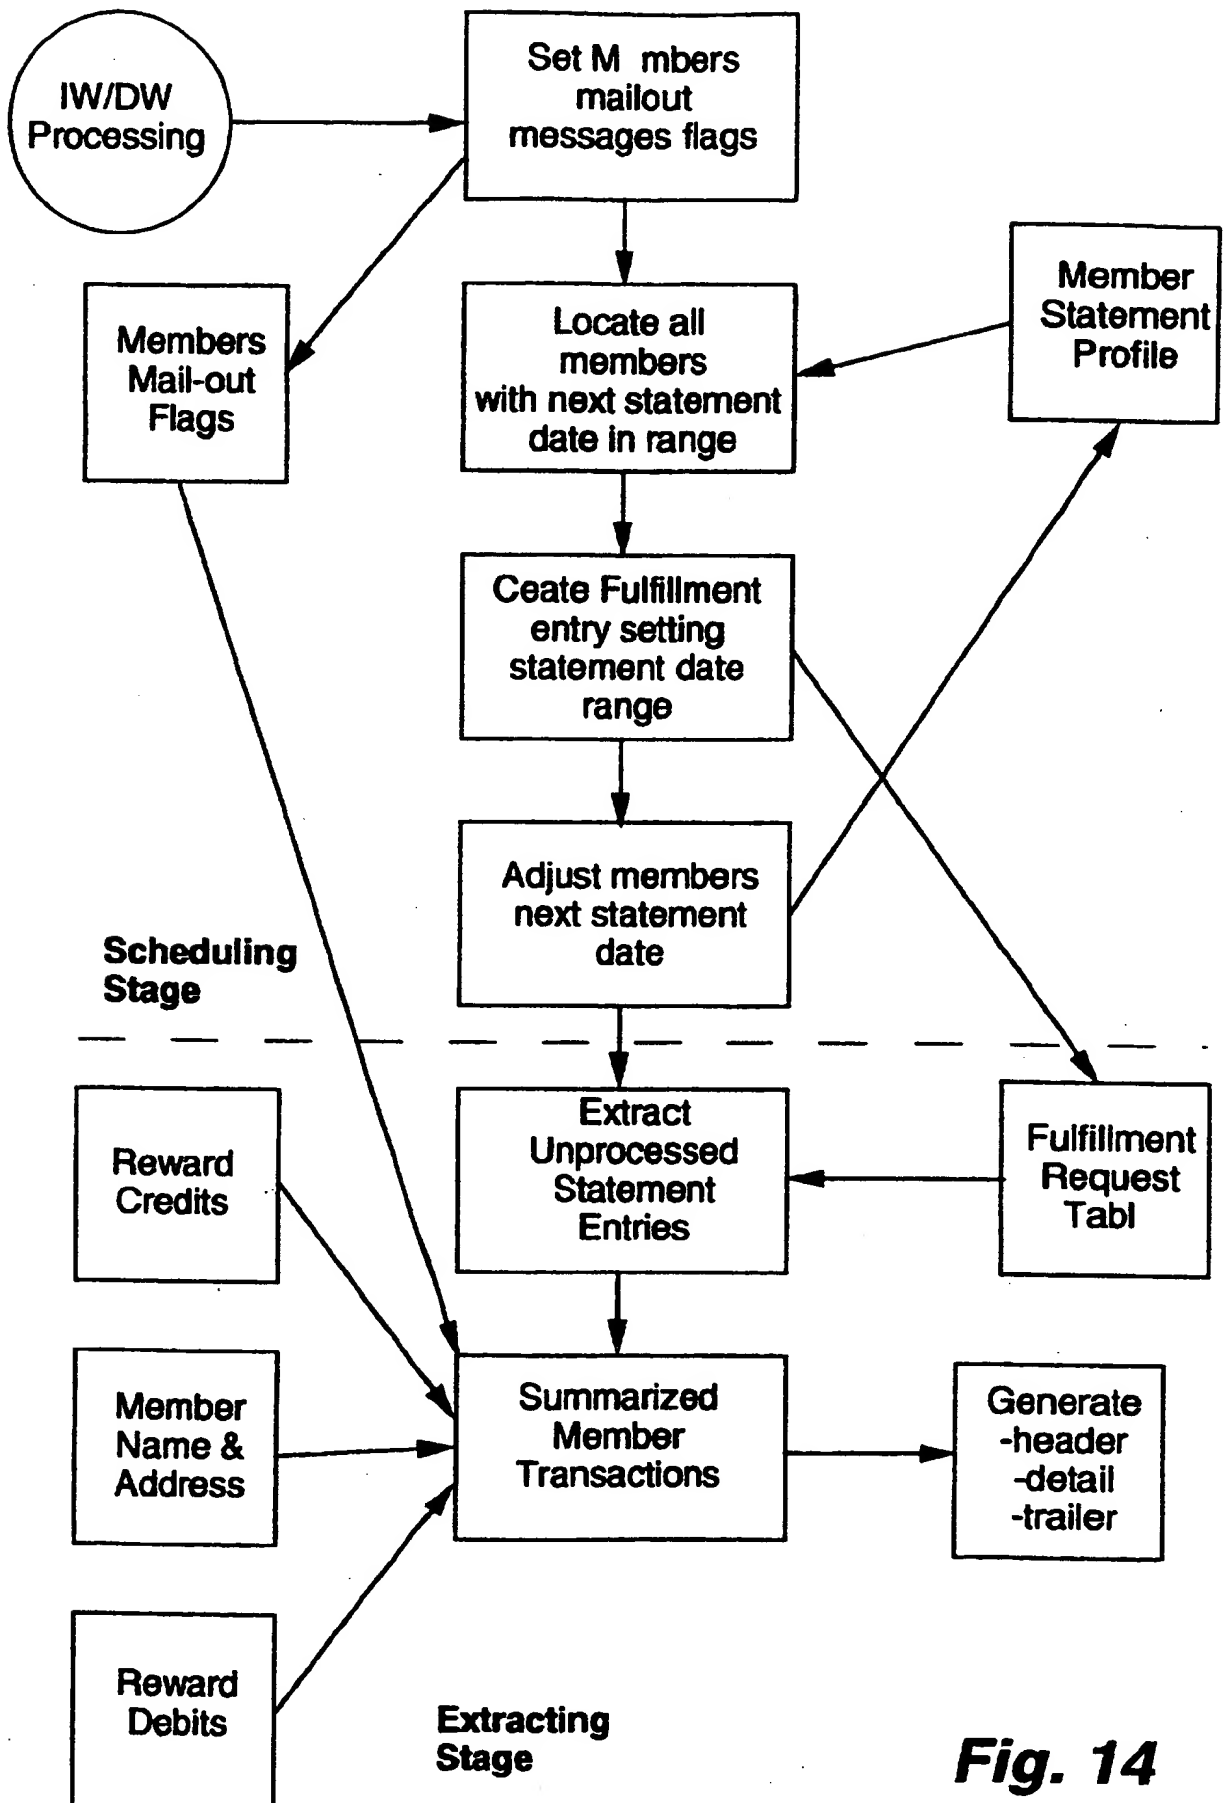 IW/DW
Processing
Set M mbers
mailout
messages flags
Members
Mail-out
Flags
Locate all
members
with next statement
date in range
Member
Statement
Profile
Ceate Fulfillment
entry setting
statement date
range
Adjust members
next statement
date
Scheduling
Stage
Reward
Credits
Extract
Unprocessed
Statement
Entries
Fulfillment
Request
Tabl
Member
Name &
Address
Summarized
Member
Transactions
Generate
-header
-detail
-trailer
Reward
Debits
Extracting
Stage
Fig. 14